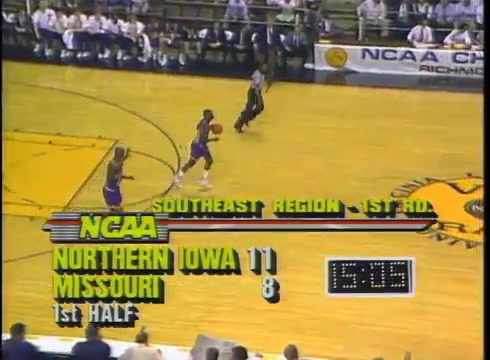 NCAA CH
RICHMO
SOUTHEAST REGION - 1ST RD.
NCAA
NORTHERN IOWA 11
MISSOURI 8
1st HALF
15:05